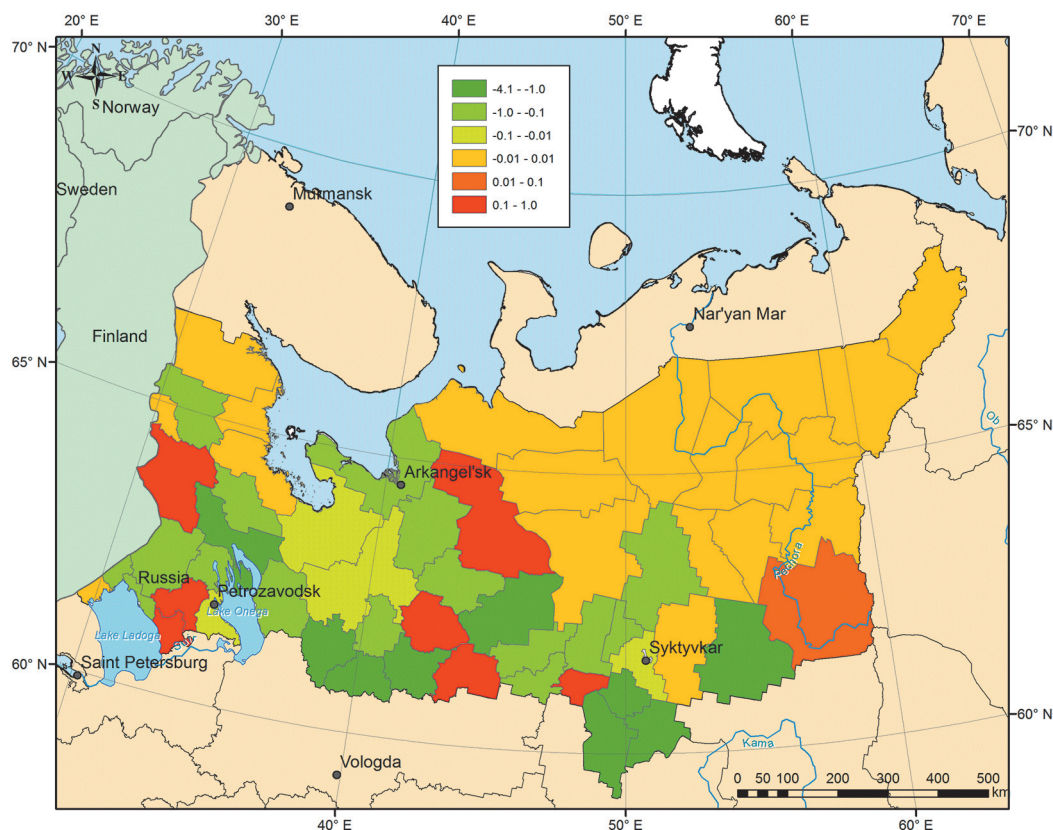 20° E 30° E 40° E 50° E 60° E 70° E
70° N
N
W E
S
Norway
-4.1 - -1.0
-1.0 - -0.1
-0.1 - -0.01
-0.01 - 0.01
0.01 - 0.1
0.1 - 1.0
70° N
Sweden
Murmansk
Nar'yan Mar
Finland
65° N
Ob
65° N
Arkangel'sk
Pechora
Russia
Petrozavodsk
Lake Onega
Lake Ladoga
Syktyvkar
60° N
Saint Petersburg
60° N
Kama
Vologda
0 50 100 200 300 400 500
km
40° E 50° E 60° E